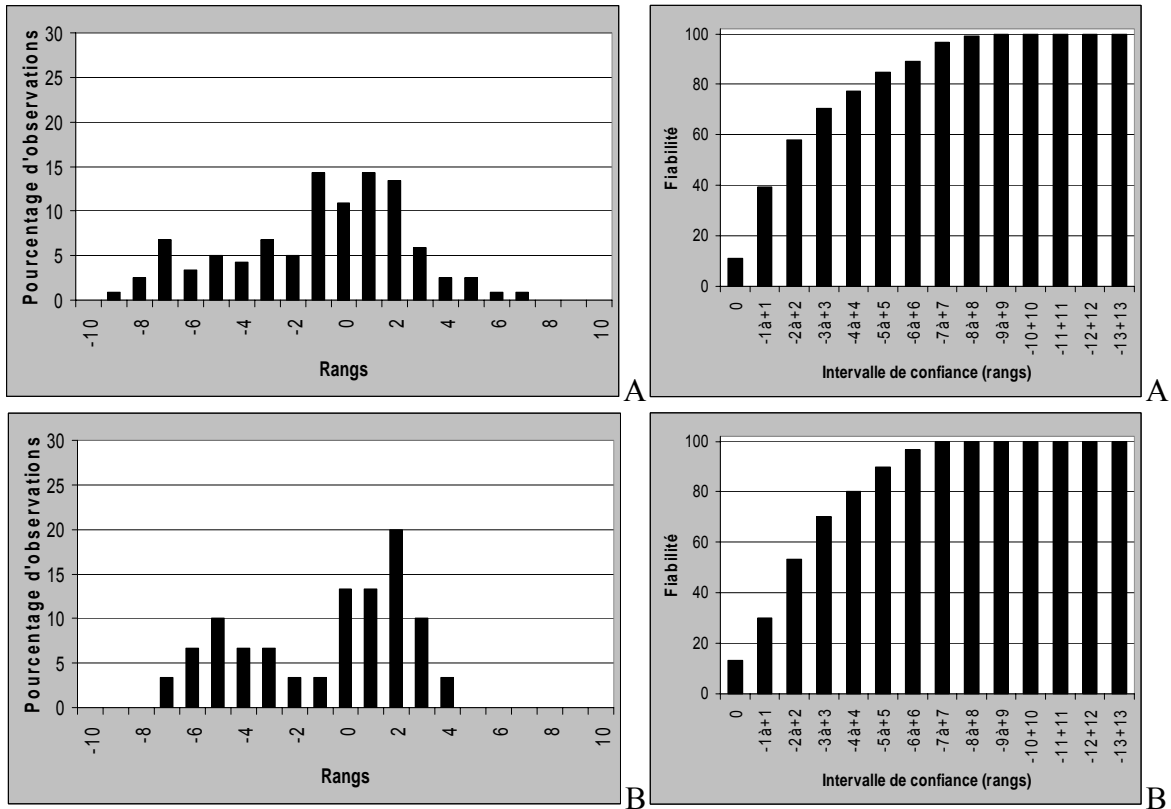 Pourcentage d'observations
30
25
20
15
10
5
0
-10
-8
-6
-4
-2
0
2
4
6
8
10
Rangs
A
Fiabilité
100
80
60
40
20
0
0
-1à+1
-2à+2
-3à+3
-4à+4
-5à+5
-6à+6
-7à+7
-8à+8
-9à+9
-10+10
-11+11
-12+12
-13+13
Intervalle de confiance (rangs)
A
Pourcentage d'observations
30
25
20
15
10
5
0
-10
-8
-6
-4
-2
0
2
4
6
8
10
Rangs
B
Fiabilité
100
80
60
40
20
0
0
-1à+1
-2à+2
-3à+3
-4à+4
-5à+5
-6à+6
-7à+7
-8à+8
-9à+9
-10+10
-11+11
-12+12
-13+13
Intervalle de confiance (rangs)
B